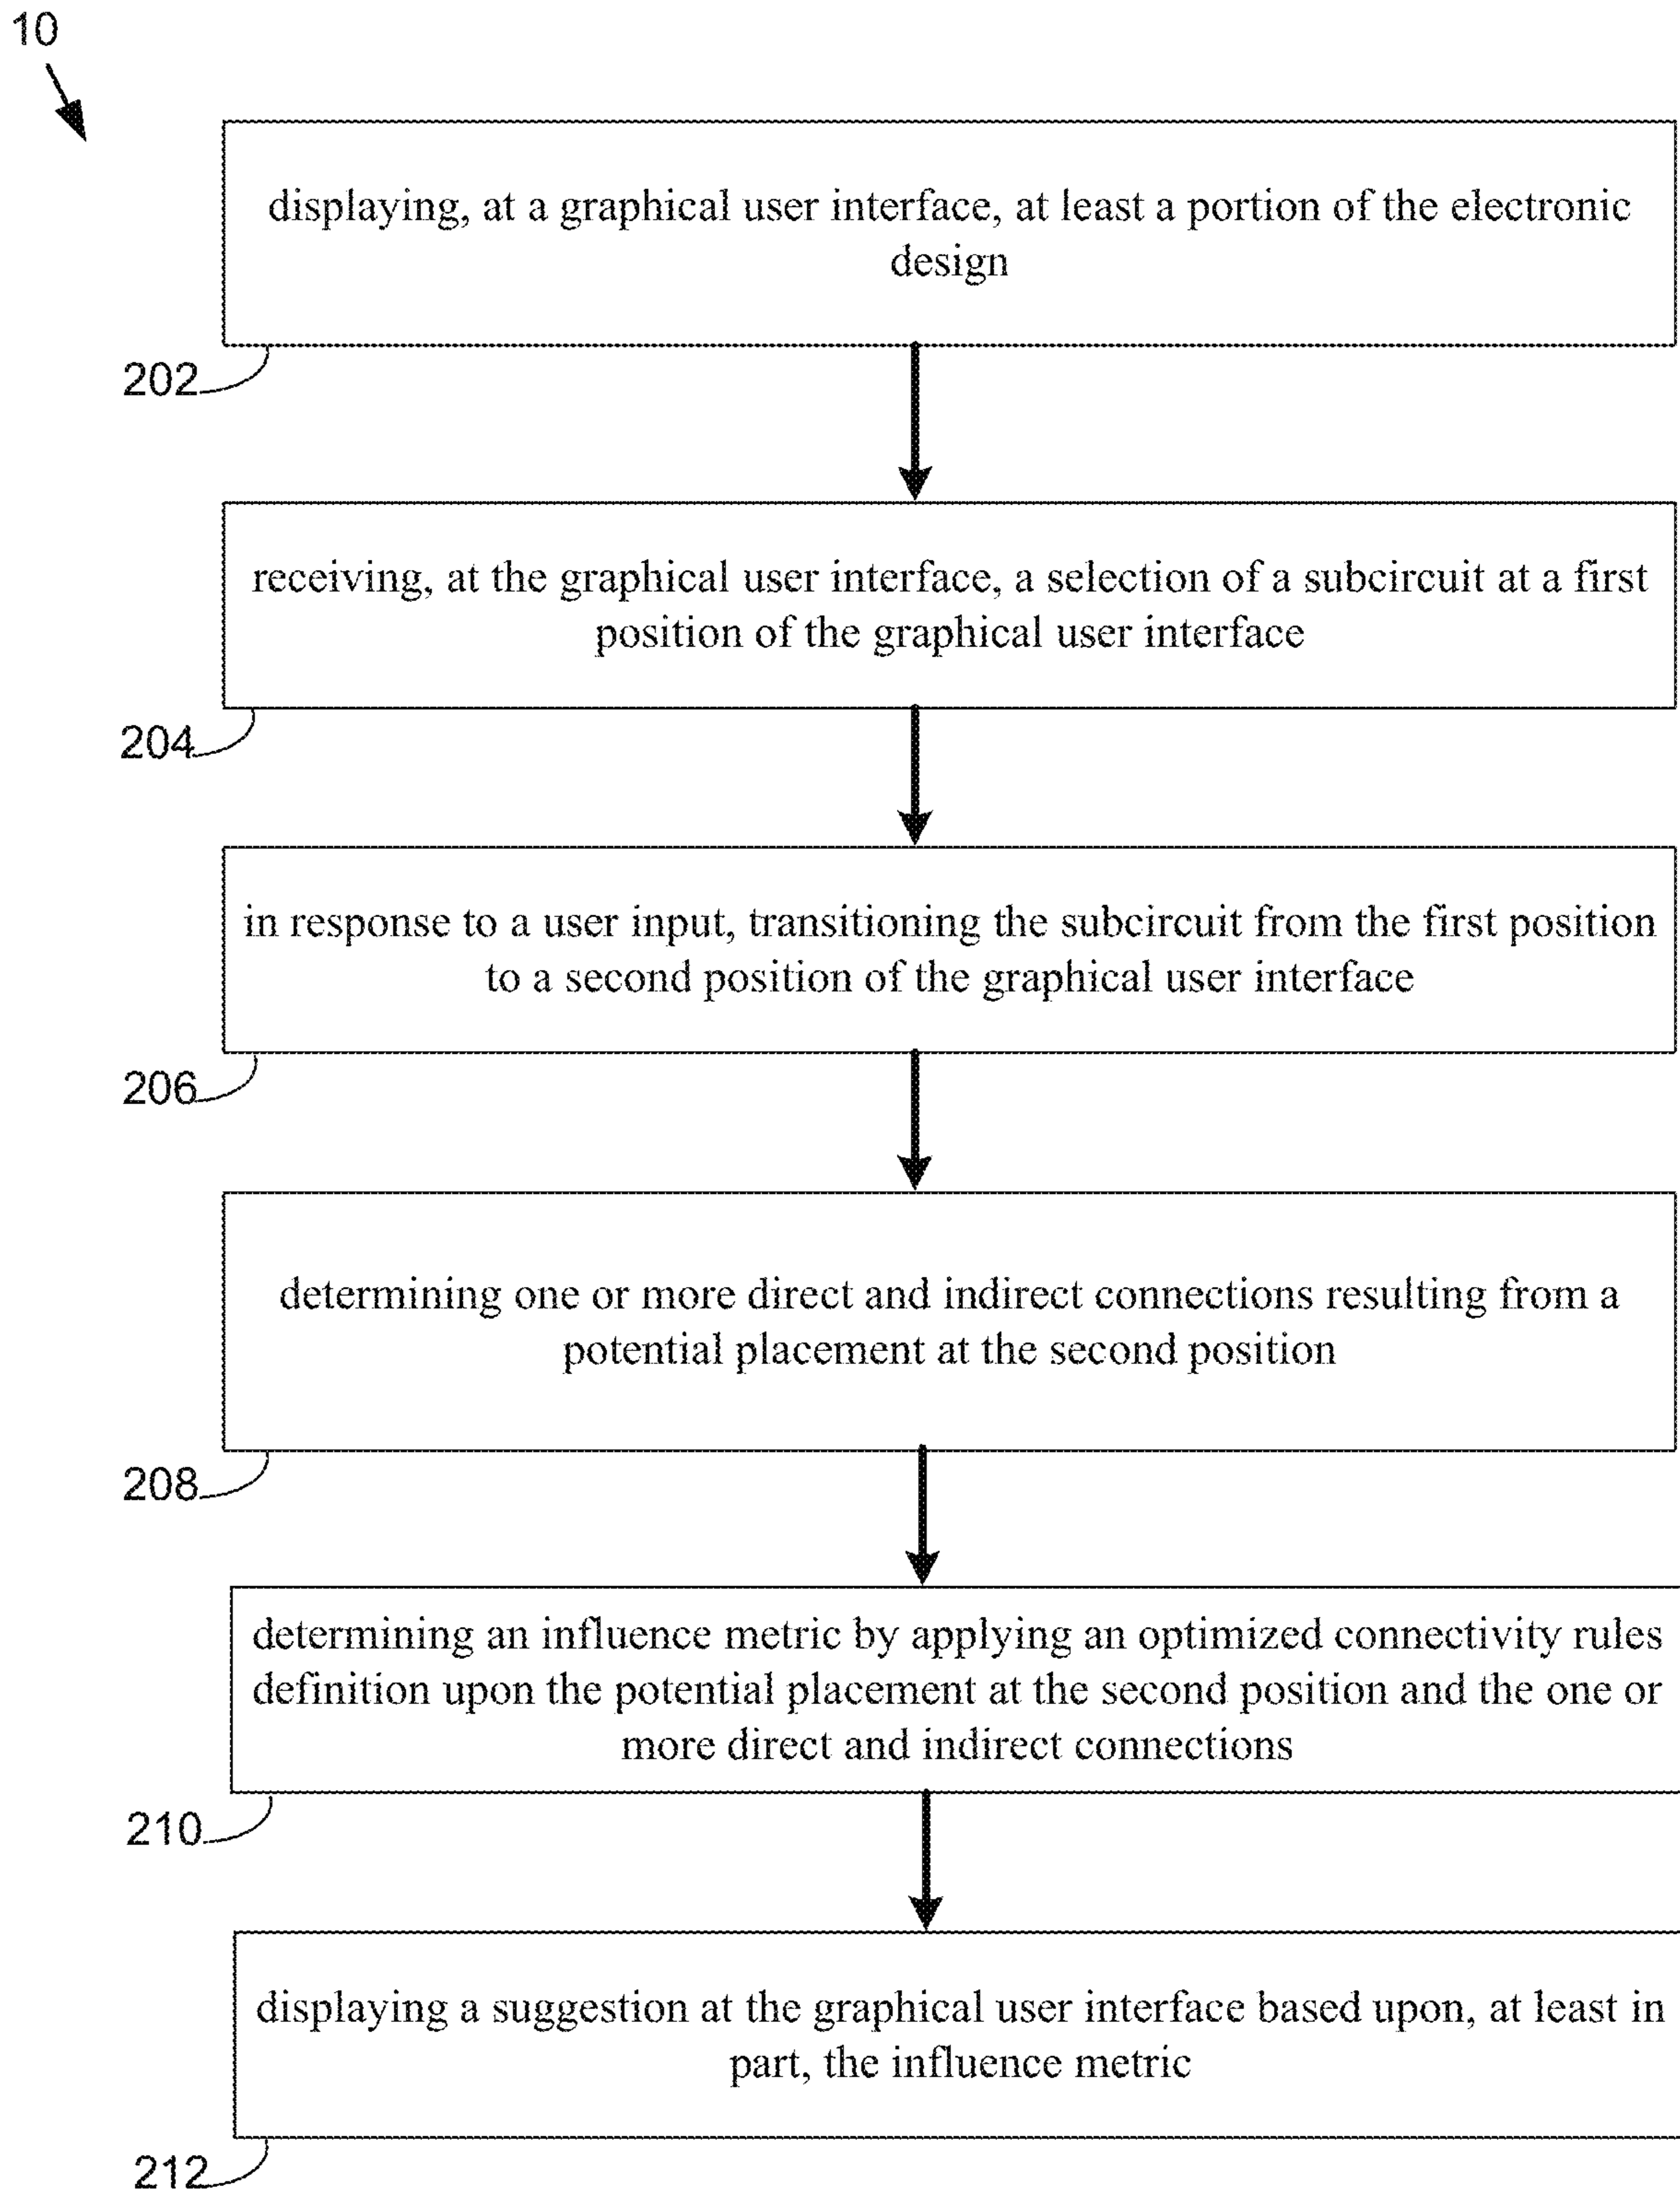 10
displaying, at a graphical user interface, at least a portion of the electronic
design
202
receiving, at the graphical user interface, a selection of a subcircuit at a first
position of the graphical user interface
204
in response to a user input, transitioning the subcircuit from the first position
to a second position of the graphical user interface
206
determining one or more direct and indirect connections resulting from a
potential placement at the second position
208
determining an influence metric by applying an optimized connectivity rules
definition upon the potential placement at the second position and the one or
more direct and indirect connections
210
displaying a suggestion at the graphical user interface based upon, at least in
part, the influence metric
212